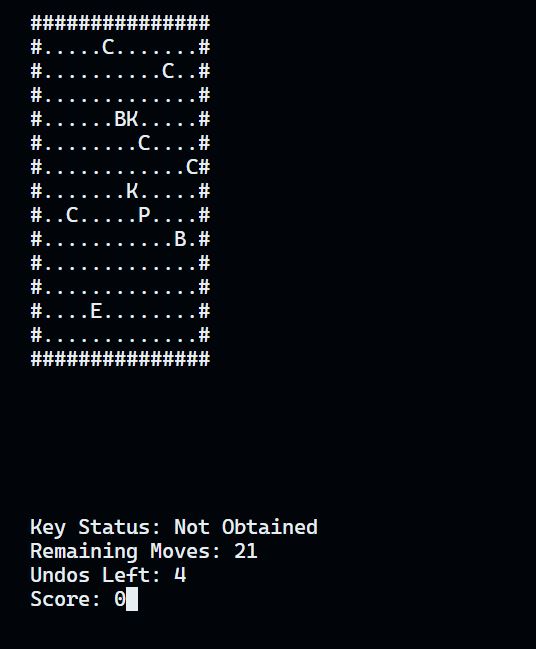 ###############
#.....C.......#
#..........C..#
#.............#
#......BK.....#
#........C....#
#............C#
#.......K.....#
#..C.....P....#
#...........B.#
#.............#
#.............#
#....E........#
#.............#
###############
Key Status: Not Obtained
Remaining Moves: 21
Undos Left: 4
Score: 0